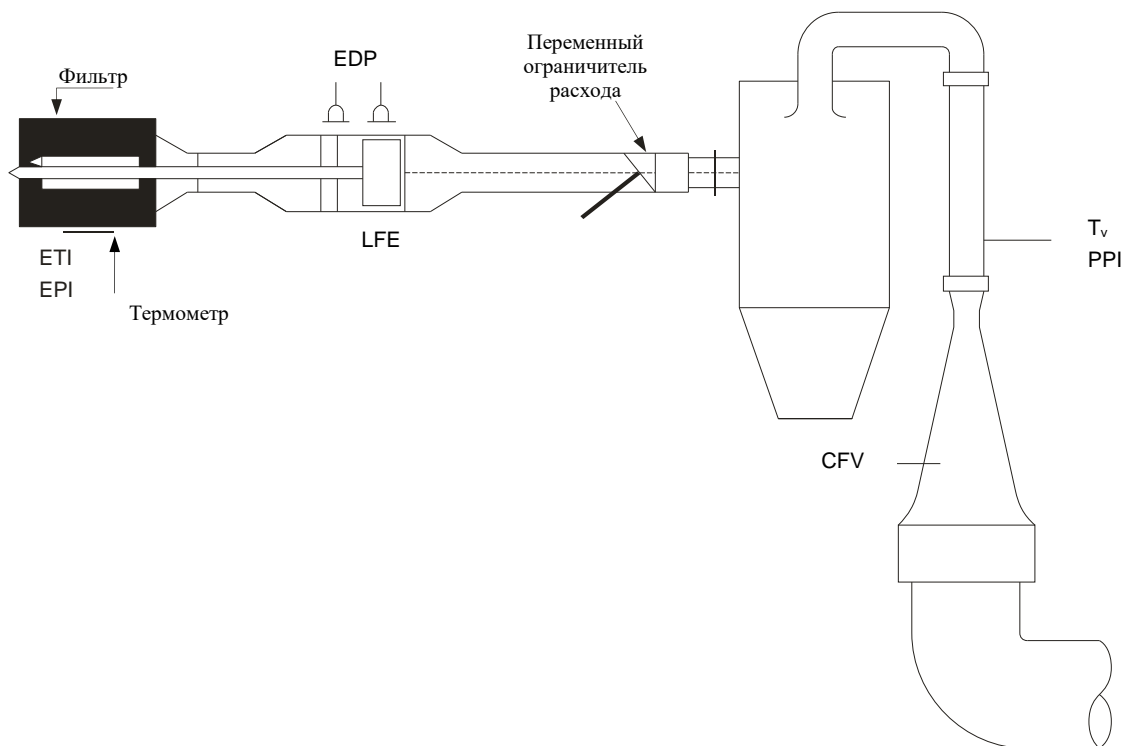 Фильтр
EDP
Переменный
ограничитель
расхода
LFE
ETI
EPI
Термометр
Tv
PPI
CFV